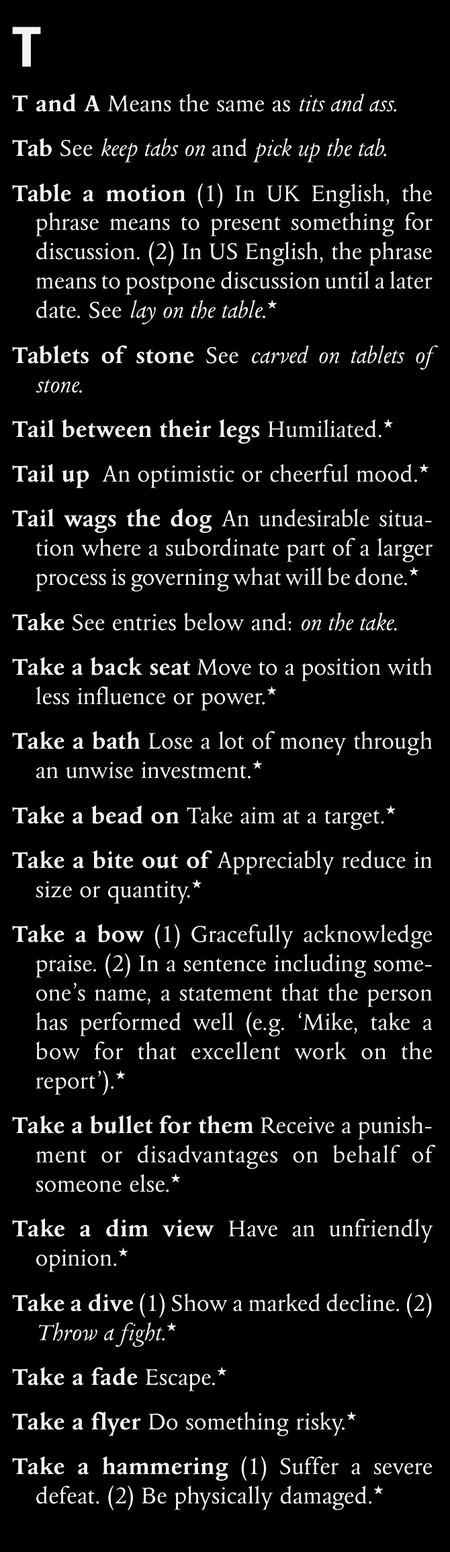 T
T and A Means the same as tits and ass.
Tab See keep tabs on and pick up the tab.
Table a motion (1) In UK English, the
phrase means to present something for
discussion. (2) In US English, the phrase
means to postpone discussion until a later
date. See lay on the table.★
Tablets of stone See carved on tablets of
stone.
Tail between their legs Humiliated.★
Tail up An optimistic or cheerful mood.★
Tail wags the dog An undesirable situa-
tion where a subordinate part of a larger
process is governing what will be done.★
Take See entries below and: on the take.
Take a back seat Move to a position with
less influence or power.★
Take a bath Lose a lot of money through
an unwise investment.★
Take a bead on Take aim at a target.★
Take a bite out of Appreciably reduce in
size or quantity.★
Take a bow (1) Gracefully acknowledge
praise. (2) In a sentence including some-
one’s name, a statement that the person
has performed well (e.g. ‘Mike, take a
bow for that excellent work on the
report’).★
Take a bullet for them Receive a punish-
ment or disadvantages on behalf of
someone else.★
Take a dim view Have an unfriendly
opinion.★
Take a dive (1) Show a marked decline. (2)
Throw a fight.★
Take a fade Escape.★
Take a flyer Do something risky.★
Take a hammering (1) Suffer a severe
defeat. (2) Be physically damaged.★